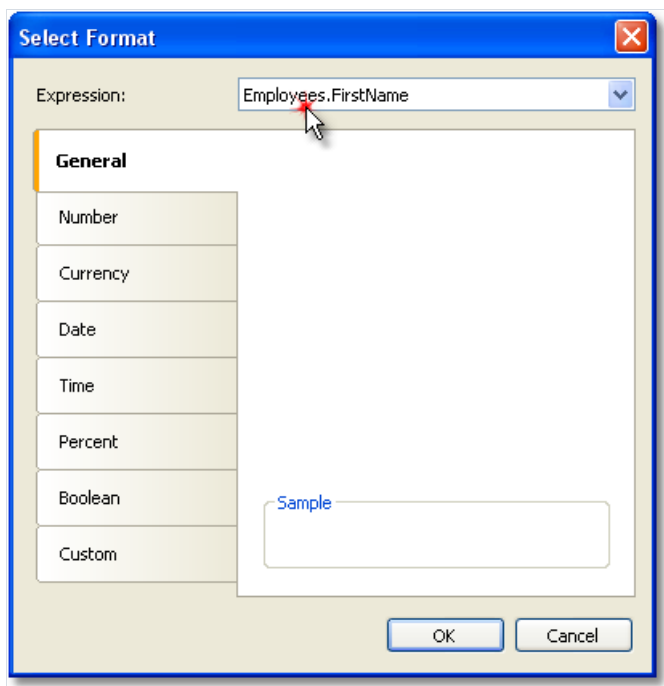 Select Format
Expression: Employees.FirstName
General
Number
Currency
Date
Time
Percent
Boolean
Sample
Custom
OK Cancel